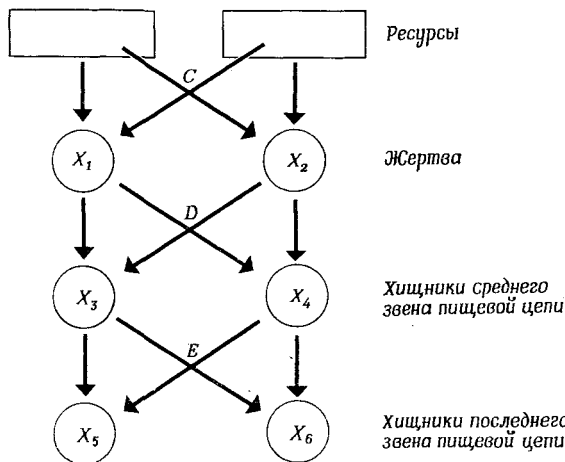 Ресурсы
C
X₁
X₂
Жертва
D
X₃
X₄
Хищники среднего
звена пищевой цепи
E
X₅
X₆
Хищники последнего
звена пищевой цепи